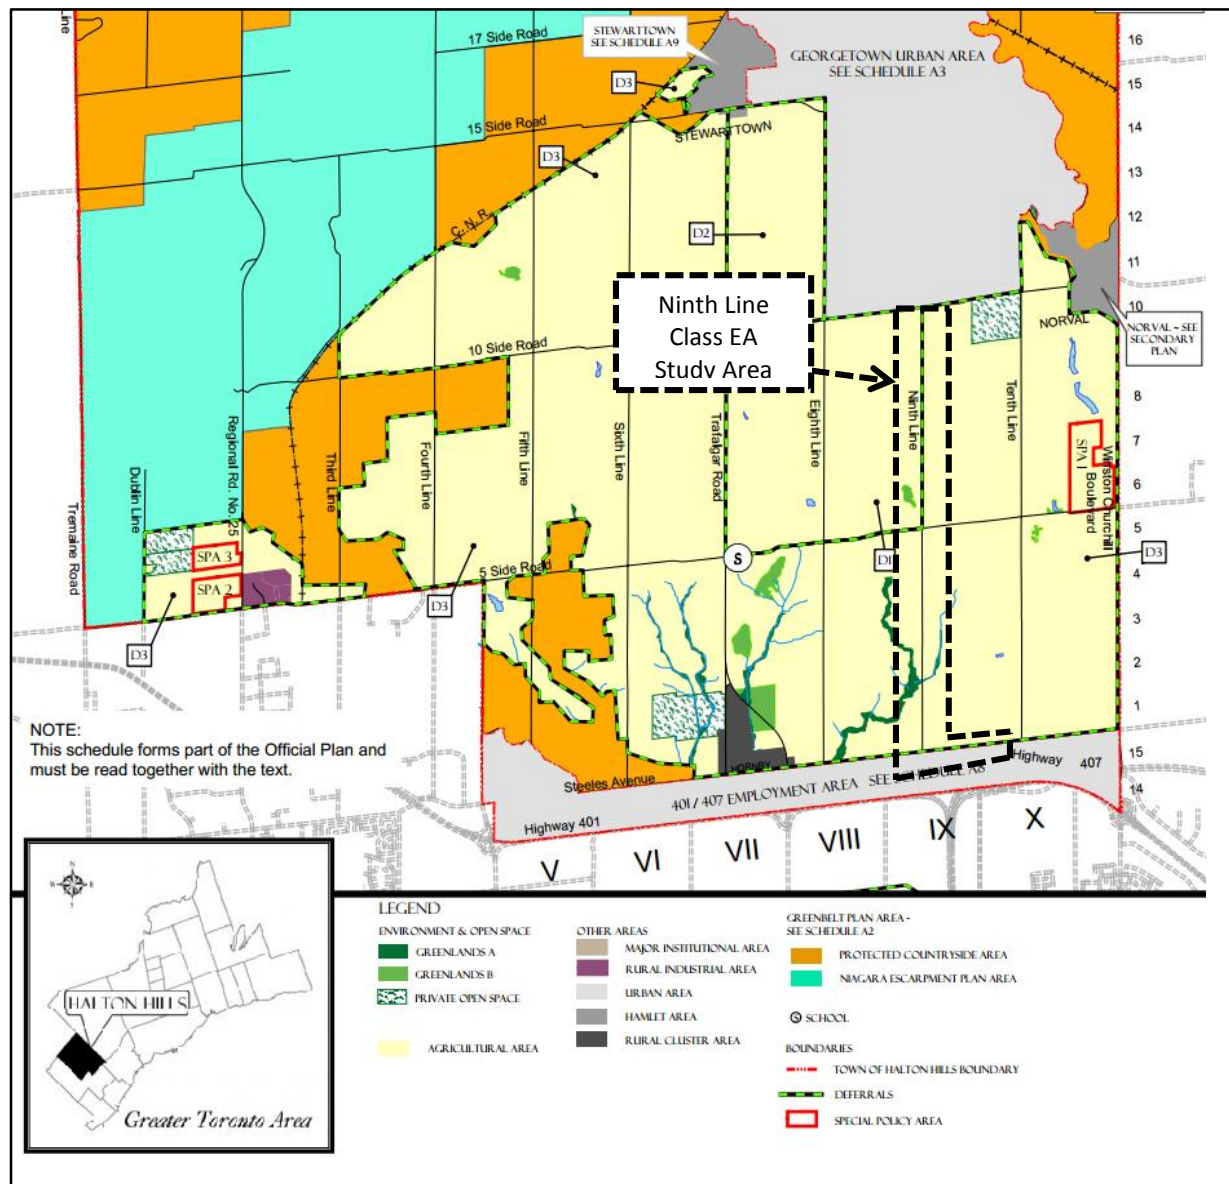 Line
17 Side Road
STEWARTTOWN
SEE SCHEDULE A9
GEORGETOWN URBAN AREA
SEE SCHEDULE A3
16
15
14
13
12
11
10
8
7
6
5
4
3
2
1
15
14
D3
15 Side Road
STEWARTTOWN
D3
C. N. R.
D2
Ninth Line
Class EA
Study Area
NORVAL
NORVAL ~ SEE
SECONDARY
PLAN
10 Side Road
Tremaine Road
Dublin Line
Regional Rd. No. 25
Third Line
Fourth Line
Fifth Line
Sixth Line
Trafalgar Road
Eighth Line
Ninth Line
Tenth Line
Winston Churchill
Boulevard
SPA 1
SPA 3
SPA 2
5 Side Road
S
D1
D3
D3
D3
NOTE:
This schedule forms part of the Official Plan and
must be read together with the text.
Steeles Avenue
HORNBY
401 / 407 EMPLOYMENT AREA SEE SCHEDULE A8
Highway 407
Highway 401
V VI VII VIII IX X
N
W E
S
HALTON HILLS
Greater Toronto Area
LEGEND
ENVIRONMENT & OPEN SPACE
GREENLANDS A
GREENLANDS B
PRIVATE OPEN SPACE
AGRICULTURAL AREA
OTHER AREAS
MAJOR INSTITUTIONAL AREA
RURAL INDUSTRIAL AREA
URBAN AREA
HAMLET AREA
RURAL CLUSTER AREA
GREENBELT PLAN AREA -
SEE SCHEDULE A2
PROTECTED COUNTRYSIDE AREA
NIAGARA ESCARPMENT PLAN AREA
S SCHOOL
BOUNDARIES
TOWN OF HALTON HILLS BOUNDARY
DEFERRALS
SPECIAL POLICY AREA